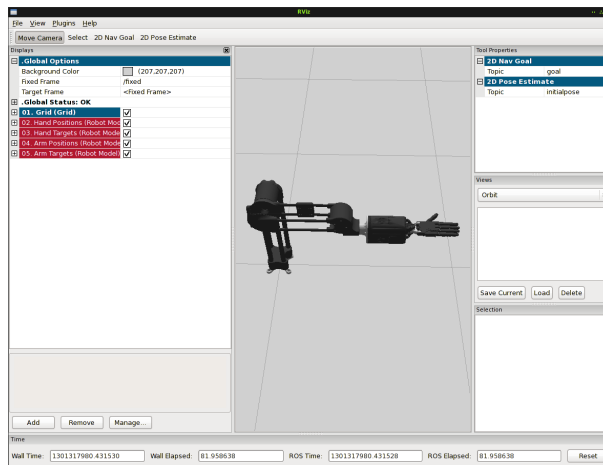 RViz
File View Plugins Help
Move Camera Select 2D Nav Goal 2D Pose Estimate
Displays
.Global Options
Background Color (207,207,207)
Fixed Frame /fixed
Target Frame <Fixed Frame>
.Global Status: OK
01. Grid (Grid)
02. Hand Positions (Robot Mod
03. Hand Targets (Robot Mode
04. Arm Positions (Robot Mode
05. Arm Targets (Robot Model)
Add Remove Manage...
Tool Properties
2D Nav Goal
Topic goal
2D Pose Estimate
Topic initialpose
Views
Orbit
Save Current Load Delete
Selection
Time
Wall Time: 1301317980.431530 Wall Elapsed: 81.958638 ROS Time: 1301317980.431528 ROS Elapsed: 81.958638 Reset